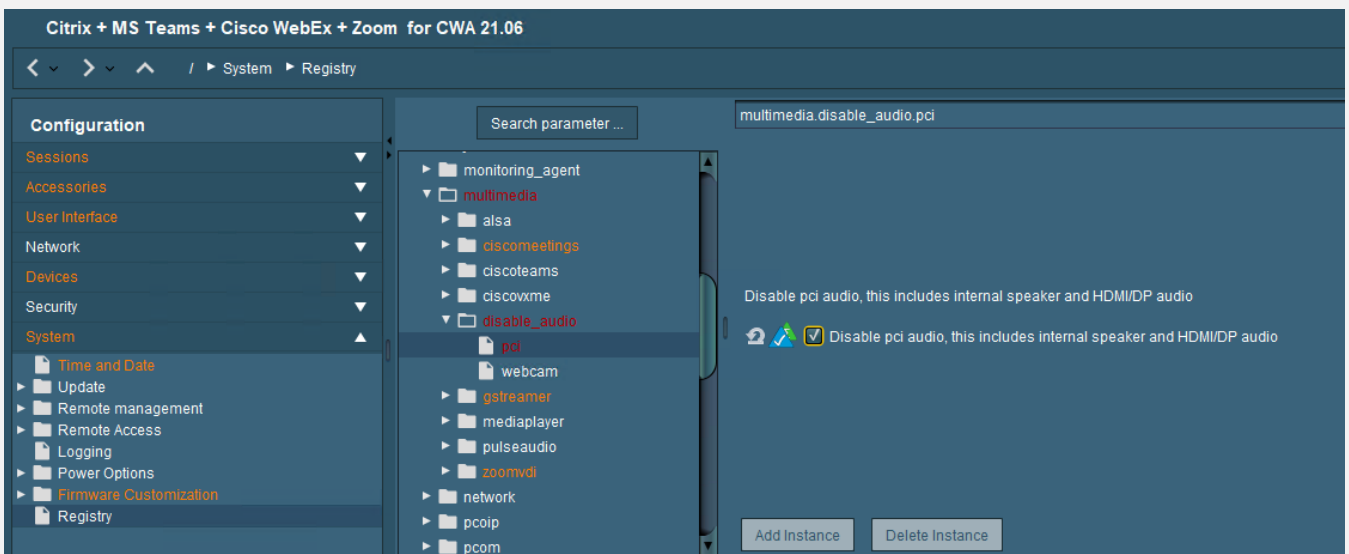 Citrix + MS Teams + Cisco WebEx + Zoom for CWA 21.06
/ System Registry
Configuration
Sessions
Accessories
User Interface
Network
Devices
Security
System
Time and Date
Update
Remote management
Remote Access
Logging
Power Options
Firmware Customization
Registry
Search parameter ...
monitoring_agent
multimedia
alsa
ciscomeetings
ciscoteams
ciscovxme
disable_audio
pci
webcam
gstreamer
mediaplayer
pulseaudio
zoomvdi
network
pcoip
pcom
multimedia.disable_audio.pci
Disable pci audio, this includes internal speaker and HDMI/DP audio
Disable pci audio, this includes internal speaker and HDMI/DP audio
Add Instance
Delete Instance